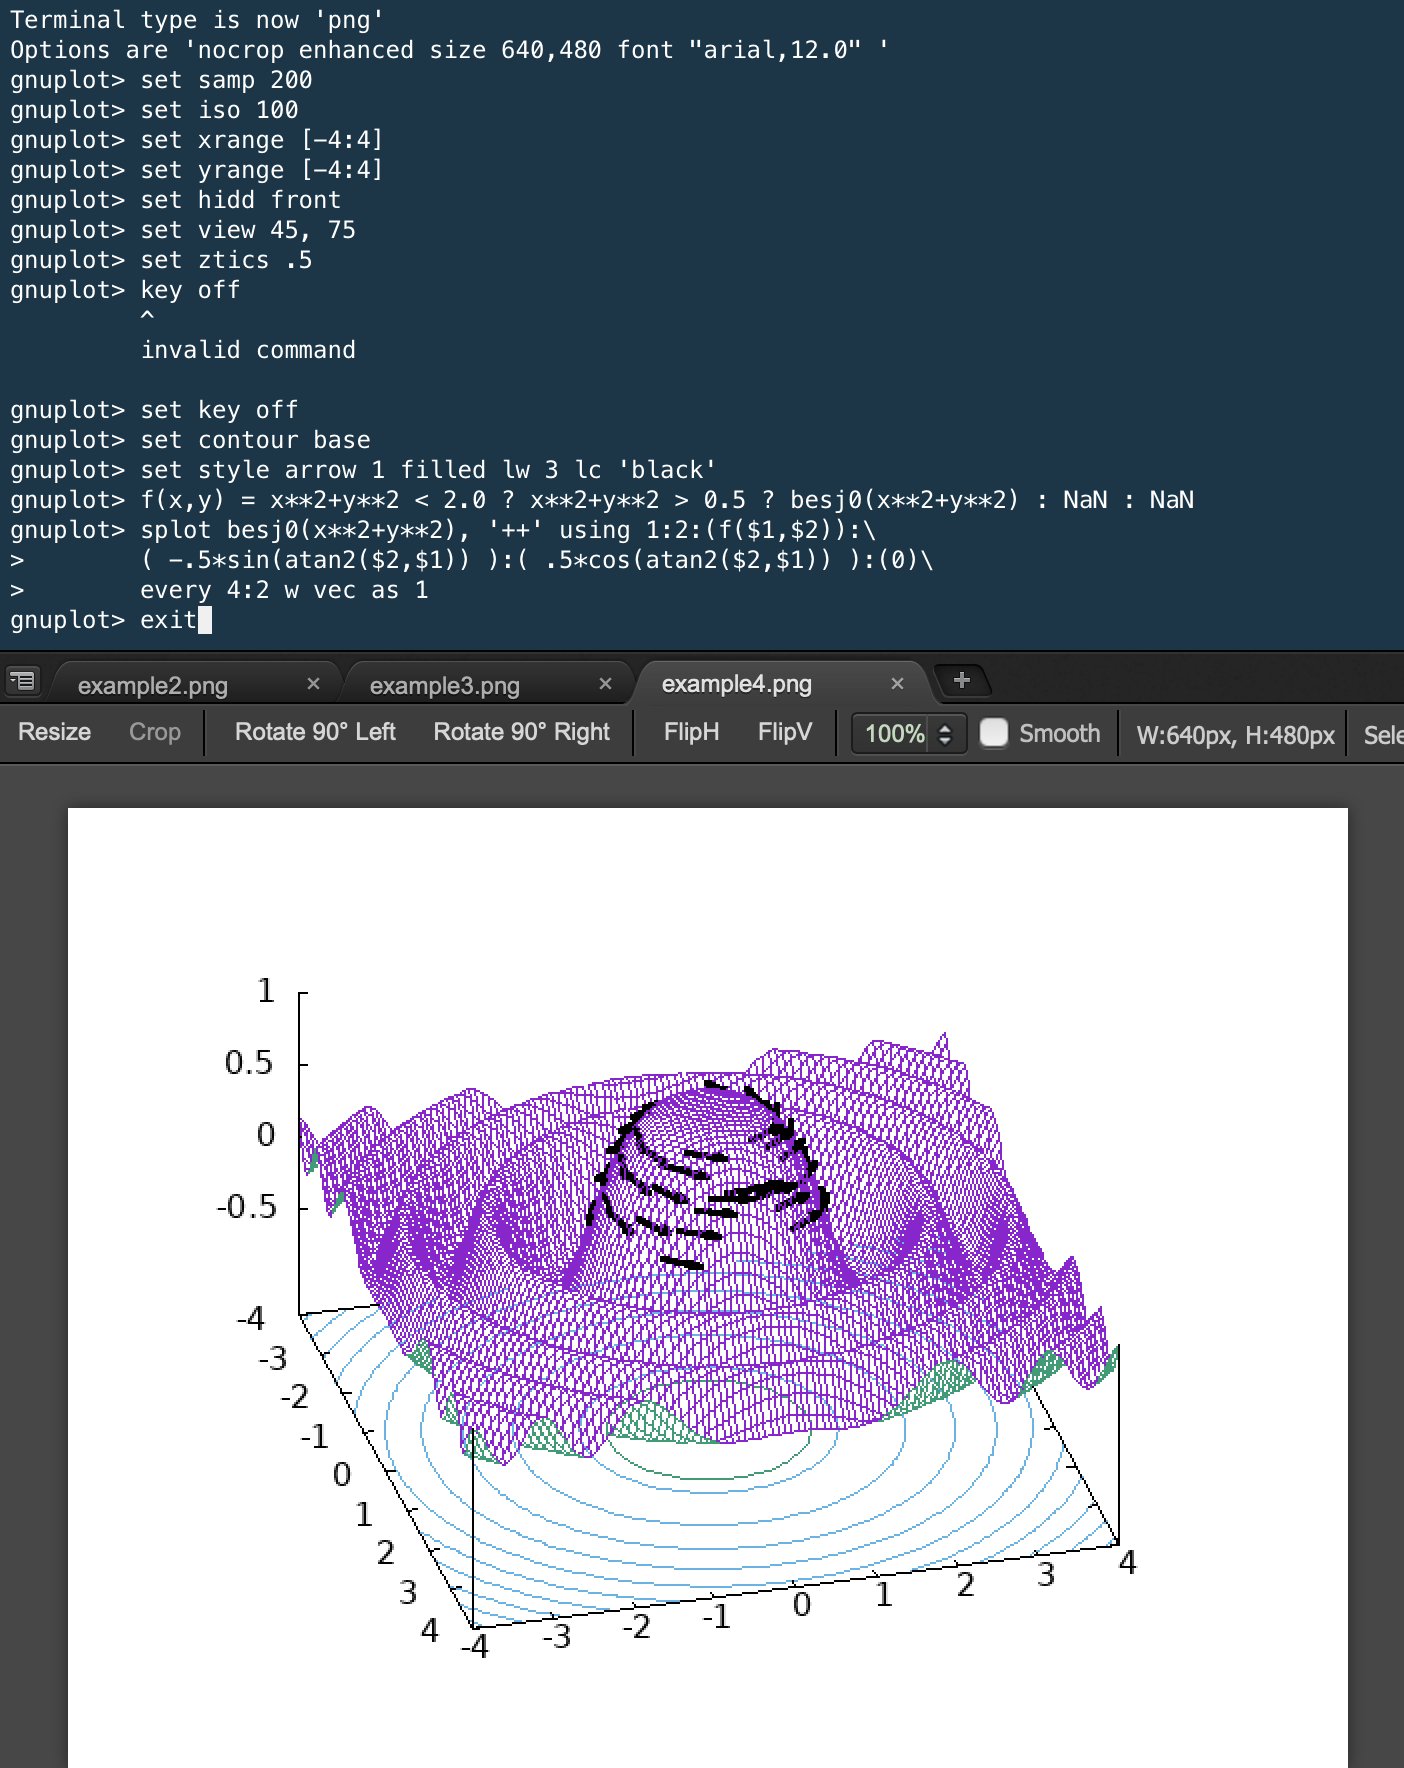 Terminal type is now 'png'
Options are 'nocrop enhanced size 640,480 font "arial,12.0" '
gnuplot> set samp 200
gnuplot> set iso 100
gnuplot> set xrange [-4:4]
gnuplot> set yrange [-4:4]
gnuplot> set hidd front
gnuplot> set view 45, 75
gnuplot> set ztics .5
gnuplot> key off
^
invalid command
gnuplot> set key off
gnuplot> set contour base
gnuplot> set style arrow 1 filled lw 3 lc 'black'
gnuplot> f(x,y) = x**2+y**2 < 2.0 ? x**2+y**2 > 0.5 ? besj0(x**2+y**2) : NaN : NaN
gnuplot> splot besj0(x**2+y**2), '++' using 1:2:(f($1,$2)):\
>        ( -.5*sin(atan2($2,$1)) ):( .5*cos(atan2($2,$1)) ):(0)\
>        every 4:2 w vec as 1
gnuplot> exit
example2.png × example3.png × example4.png × +
Resize Crop Rotate 90° Left Rotate 90° Right FlipH FlipV 100% Smooth W:640px, H:480px Sele
1
0.5
0
-0.5
-4
-3
-2
-1
0
1
2
3
4
-4 -3 -2 -1 0 1 2 3 4